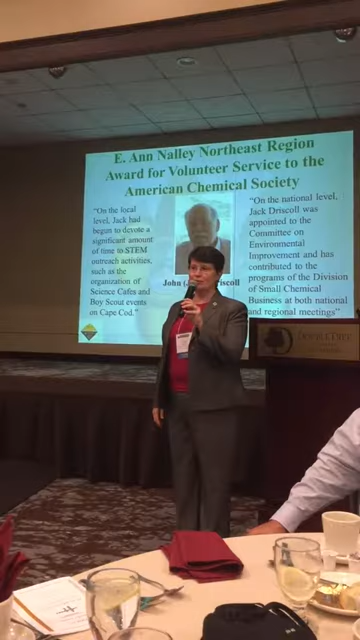 E. Ann Nalley Northeast Region
Award for Volunteer Service to the
American Chemical Society
"On the local
level, Jack had
begun to devote a
significant amount
of time to STEM
outreach activities,
such as the
organization of
Science Cafes and
Boy Scout events
on Cape Cod."
John
"On the national level,
Jack Driscoll was
appointed to the
Committee on
Environmental
Improvement and has
contributed to the
programs of the Division
of Small Chemical
Business at both national
and regional meetings"
DOUBLETREE